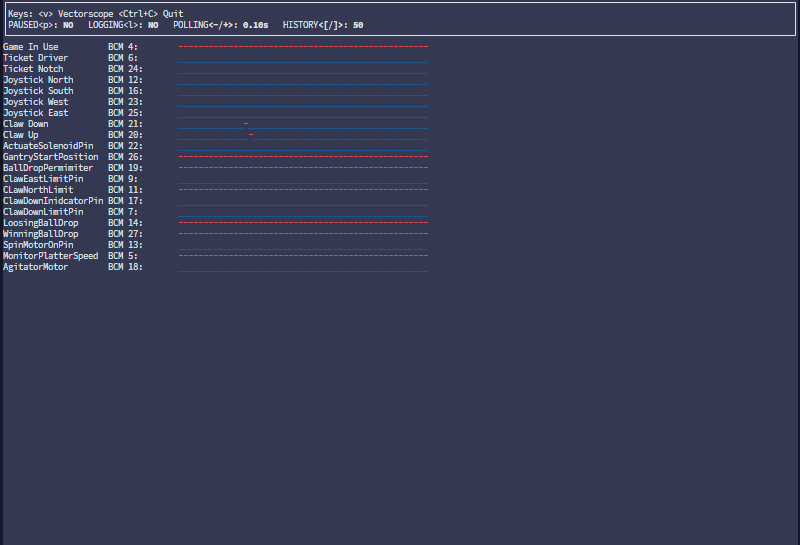 Keys: <v> Vectorscope <Ctrl+C> Quit
PAUSED<p>: NO LOGGING<l>: NO POLLING<-/+>: 0.10s HISTORY<[/]>: 50
Game In Use BCM 4:
Ticket Driver BCM 6:
Ticket Notch BCM 24:
Joystick North BCM 12:
Joystick South BCM 16:
Joystick West BCM 23:
Joystick East BCM 25:
Claw Down BCM 21:
Claw Up BCM 20:
ActuateSolenoidPin BCM 22:
GantryStartPosition BCM 26:
BallDropPermimiter BCM 19:
ClawEastLimitPin BCM 9:
CLawNorthLimit BCM 11:
ClawDownInidcatorPin BCM 17:
ClawDownLimitPin BCM 7:
LoosingBallDrop BCM 14:
WinningBallDrop BCM 27:
SpinMotorOnPin BCM 13:
MonitorPlatterSpeed BCM 5:
AgitatorMotor BCM 18: